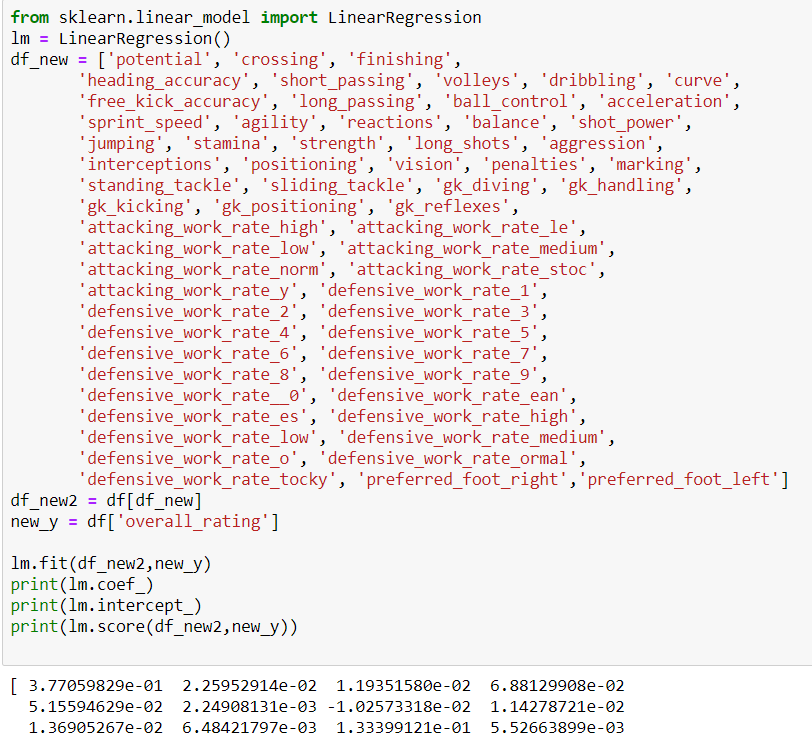 from sklearn.linear_model import LinearRegression
lm = LinearRegression()
df_new = ['potential', 'crossing', 'finishing',
'heading_accuracy', 'short_passing', 'volleys', 'dribbling', 'curve',
'free_kick_accuracy', 'long_passing', 'ball_control', 'acceleration',
'sprint_speed', 'agility', 'reactions', 'balance', 'shot_power',
'jumping', 'stamina', 'strength', 'long_shots', 'aggression',
'interceptions', 'positioning', 'vision', 'penalties', 'marking',
'standing_tackle', 'sliding_tackle', 'gk_diving', 'gk_handling',
'gk_kicking', 'gk_positioning', 'gk_reflexes',
'attacking_work_rate_high', 'attacking_work_rate_le',
'attacking_work_rate_low', 'attacking_work_rate_medium',
'attacking_work_rate_norm', 'attacking_work_rate_stoc',
'attacking_work_rate_y', 'defensive_work_rate_1',
'defensive_work_rate_2', 'defensive_work_rate_3',
'defensive_work_rate_4', 'defensive_work_rate_5',
'defensive_work_rate_6', 'defensive_work_rate_7',
'defensive_work_rate_8', 'defensive_work_rate_9',
'defensive_work_rate__0', 'defensive_work_rate_ean',
'defensive_work_rate_es', 'defensive_work_rate_high',
'defensive_work_rate_low', 'defensive_work_rate_medium',
'defensive_work_rate_o', 'defensive_work_rate_ormal',
'defensive_work_rate_tocky', 'preferred_foot_right','preferred_foot_left']
df_new2 = df[df_new]
new_y = df['overall_rating']
lm.fit(df_new2,new_y)
print(lm.coef_)
print(lm.intercept_)
print(lm.score(df_new2,new_y))
[ 3.77059829e-01 2.25952914e-02 1.19351580e-02 6.88129908e-02
5.15594629e-02 2.24908131e-03 -1.02573318e-02 1.14278721e-02
1.36905267e-02 6.48421797e-03 1.33399121e-01 5.52663899e-03